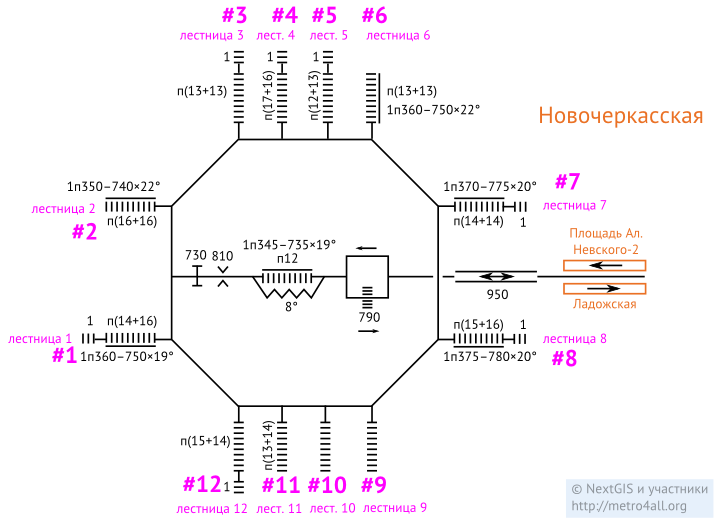 #3
#4
#5
#6
лестница 3
лест. 4
лест. 5
лестница 6
1
1
1
п(13+13)
п(17+16)
п(12+13)
п(13+13)
1п360–750×22°
Новочеркасская
1п350–740×22°
лестница 2
п(16+16)
#2
1п370–775×20°
#7
лестница 7
п(14+14)
1
730
810
1п345–735×19°
п12
8°
790
950
Площадь Ал.
Невского-2
Ладожская
1
п(14+16)
лестница 1
#1
1п360–750×19°
п(15+16)
1
лестница 8
1п375–780×20°
#8
п(15+14)
п(13+14)
#12
1
#11
#10
#9
лестница 12
лест. 11
лест. 10
лестница 9
© NextGIS и участники
http://metro4all.org